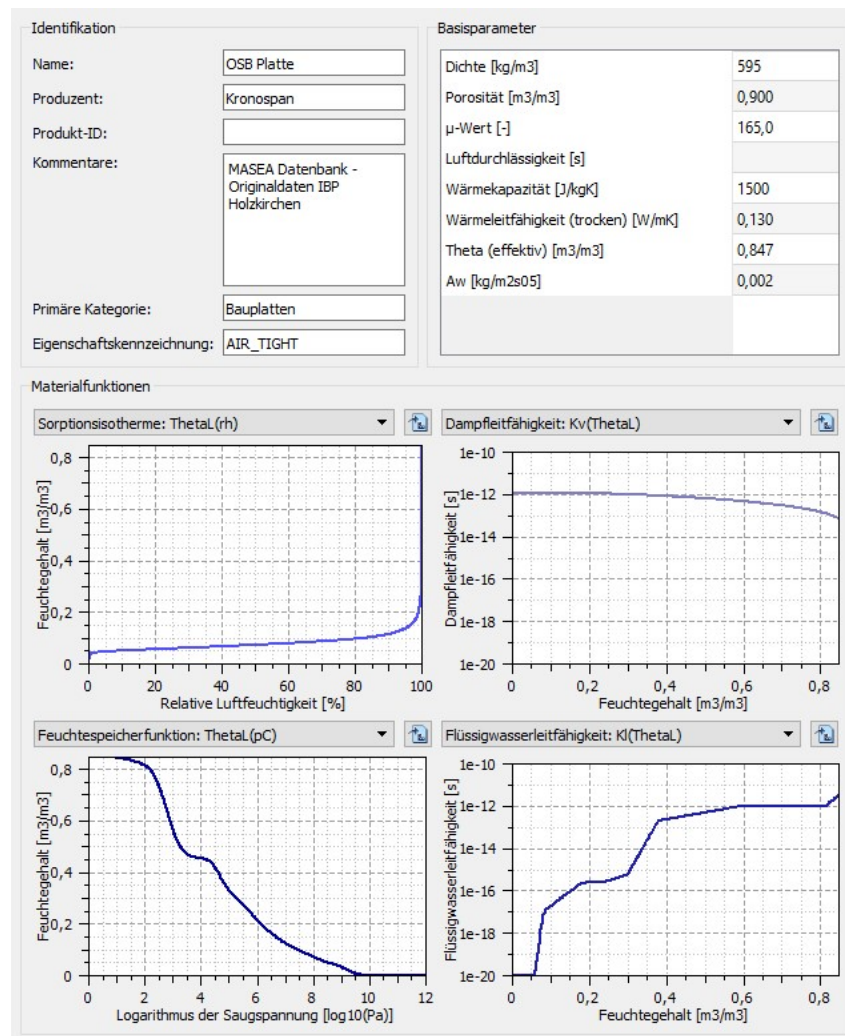 Identifikation
Name:
OSB Platte
Produzent:
Kronospan
Produkt-ID:
Kommentare:
MASEA Datenbank -
Originaldaten IBP
Holzkirchen
Primäre Kategorie:
Bauplatten
Eigenschaftskennzeichnung:
AIR_TIGHT
Basisparameter
Dichte [kg/m3] 595
Porosität [m3/m3] 0,900
µ-Wert [-] 165,0
Luftdurchlässigkeit [s]
Wärmekapazität [J/kgK] 1500
Wärmeleitfähigkeit (trocken) [W/mK] 0,130
Theta (effektiv) [m3/m3] 0,847
Aw [kg/m2s05] 0,002
Materialfunktionen
Sorptionsisotherme: ThetaL(rh)
Feuchtegehalt [m3/m3]
0,8
0,6
0,4
0,2
0
0 20 40 60 80 100
Relative Luftfeuchtigkeit [%]
Dampfleitfähigkeit: Kv(ThetaL)
Dampfleitfähigkeit [s]
1e-10
1e-12
1e-14
1e-16
1e-18
1e-20
0 0,2 0,4 0,6 0,8
Feuchtegehalt [m3/m3]
Feuchtespeicherfunktion: ThetaL(pC)
Feuchtegehalt [m3/m3]
0,8
0,6
0,4
0,2
0
0 2 4 6 8 10 12
Logarithmus der Saugspannung [log10(Pa)]
Flüssigwasserleitfähigkeit: Kl(ThetaL)
Flüssigwasserleitfähigkeit [s]
1e-10
1e-12
1e-14
1e-16
1e-18
1e-20
0 0,2 0,4 0,6 0,8
Feuchtegehalt [m3/m3]